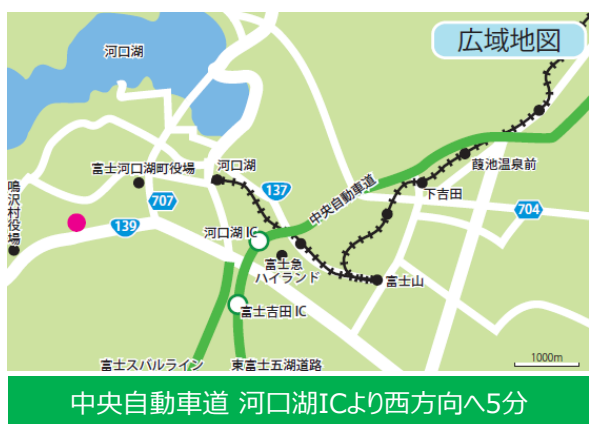 広域地図
河口湖
富士河口湖町役場
河口湖
137
中央自動車道
葭池温泉前
下吉田
704
鳴沢村役場
707
139
河口湖 IC
富士急
ハイランド
富士山
富士吉田 IC
富士スバルライン
東富士五湖道路
1000m
中央自動車道 河口湖ICより西方向へ5分